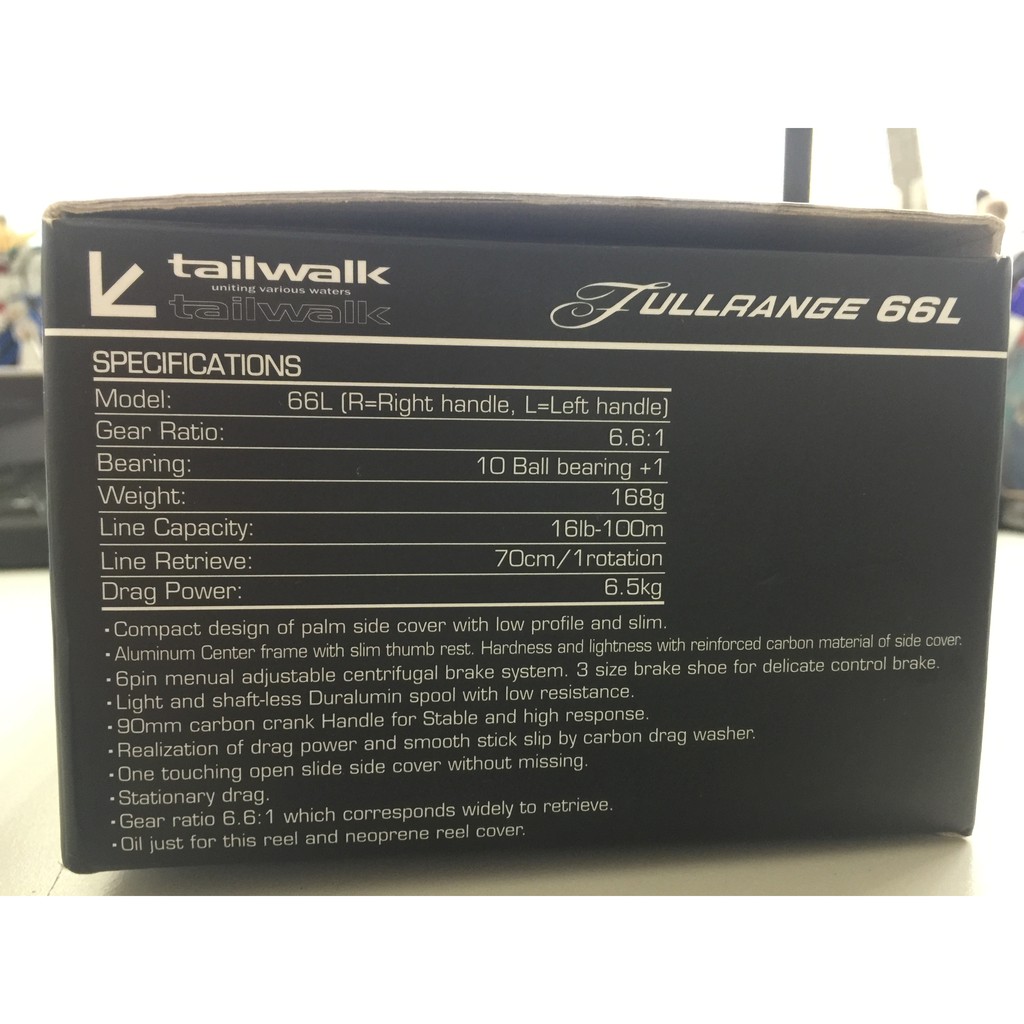 tailwalk
uniting various waters
tailwalk
FULLRANGE 66L
SPECIFICATIONS
Model: 66L (R=Right handle, L=Left handle)
Gear Ratio: 6.6:1
Bearing: 10 Ball bearing +1
Weight: 168g
Line Capacity: 16lb-100m
Line Retrieve: 70cm/1rotation
Drag Power: 6.5kg
·Compact design of palm side cover with low profile and slim.
·Aluminum Center frame with slim thumb rest. Hardness and lightness with reinforced carbon material of side cover.
·6pin menual adjustable centrifugal brake system. 3 size brake shoe for delicate control brake.
·Light and shaft-less Duralumin spool with low resistance.
·90mm carbon crank Handle for Stable and high response.
·Realization of drag power and smooth stick slip by carbon drag washer.
·One touching open slide side cover without missing.
·Stationary drag.
·Gear ratio 6.6:1 which corresponds widely to retrieve.
·Oil just for this reel and neoprene reel cover.